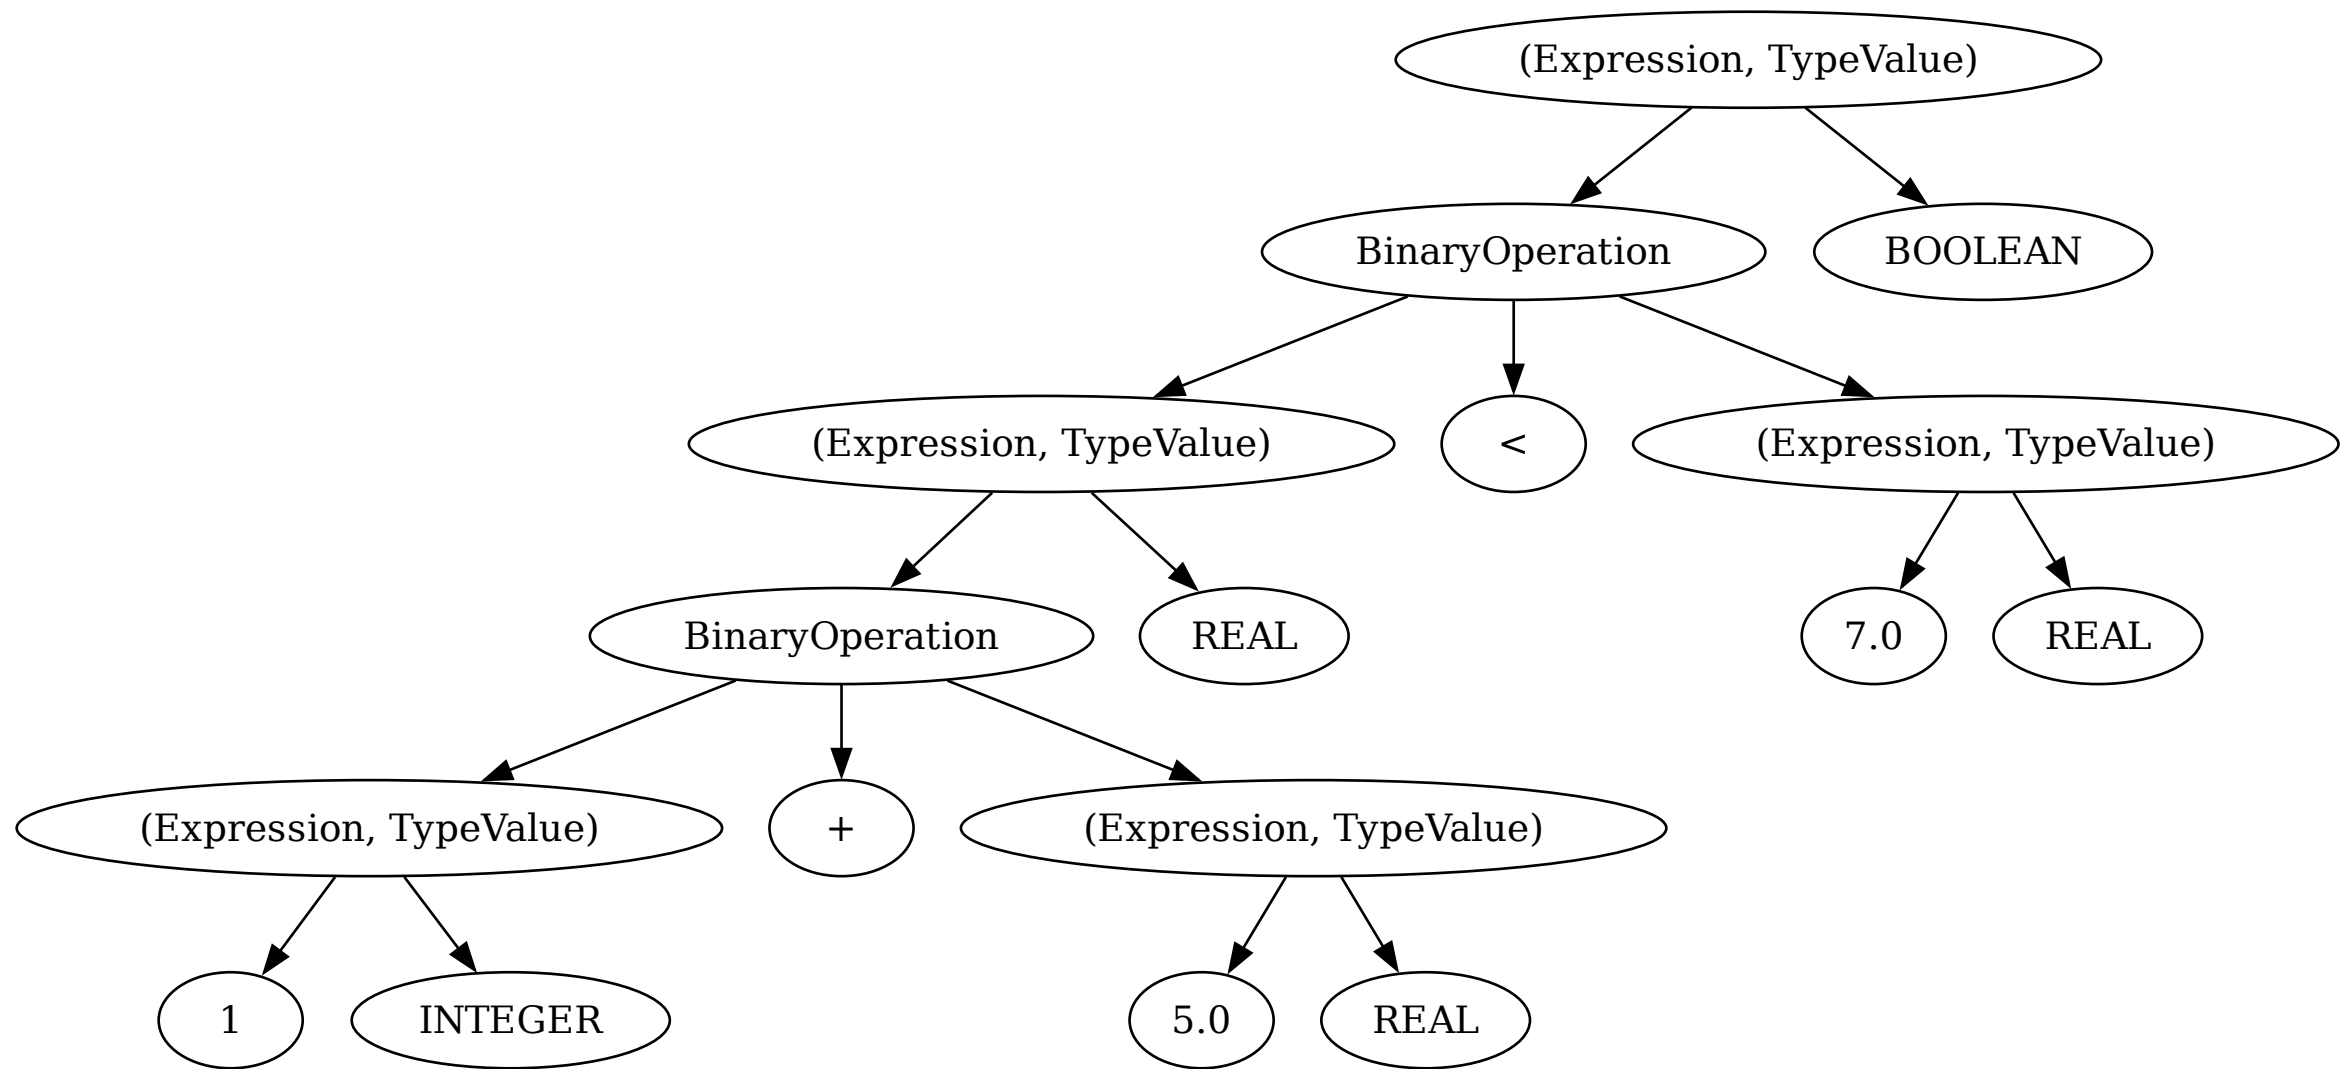 (Expression, TypeValue)
BinaryOperation
BOOLEAN
(Expression, TypeValue)
<
(Expression, TypeValue)
BinaryOperation
REAL
7.0
REAL
(Expression, TypeValue)
+
(Expression, TypeValue)
1
INTEGER
5.0
REAL